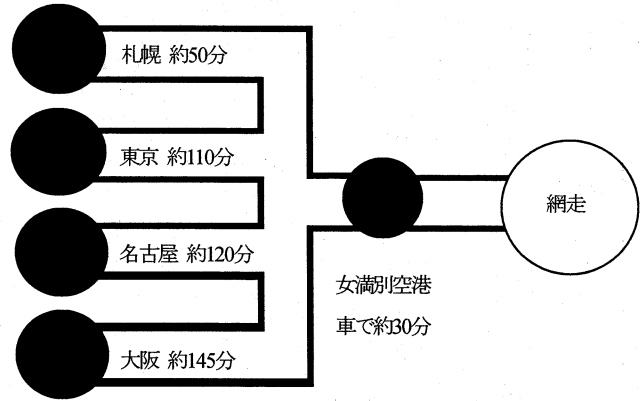 札幌 約50分
東京 約110分
名古屋 約120分
大阪 約145分
女満別空港
車で約30分
網走